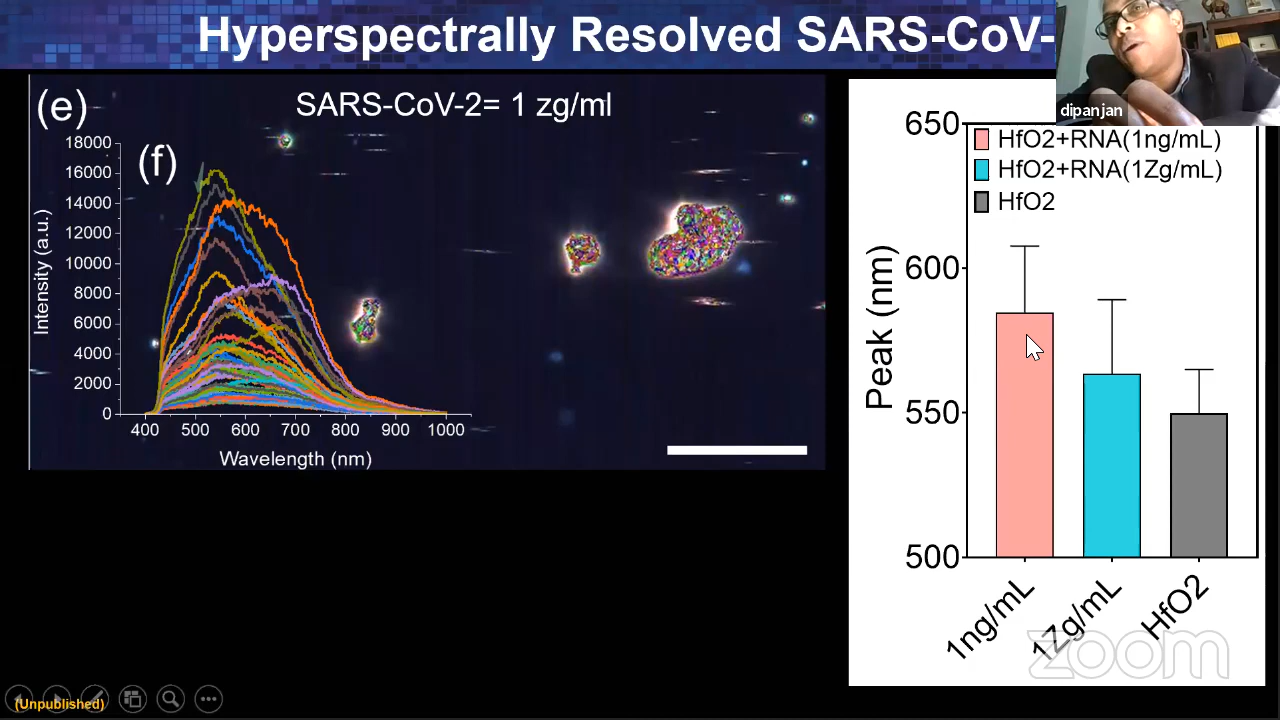 Hyperspectrally Resolved SARS-CoV-
dipanjan
(e)
SARS-CoV-2= 1 zg/ml
(f)
18000
16000
14000
12000
10000
8000
6000
4000
2000
0
Intensity (a.u.)
400 500 600 700 800 900 1000
Wavelength (nm)
HfO2+RNA(1ng/mL)
HfO2+RNA(1Zg/mL)
HfO2
650
600
550
500
Peak (nm)
1ng/mL
1Zg/mL
HfO2
zoom
(Unpublished)